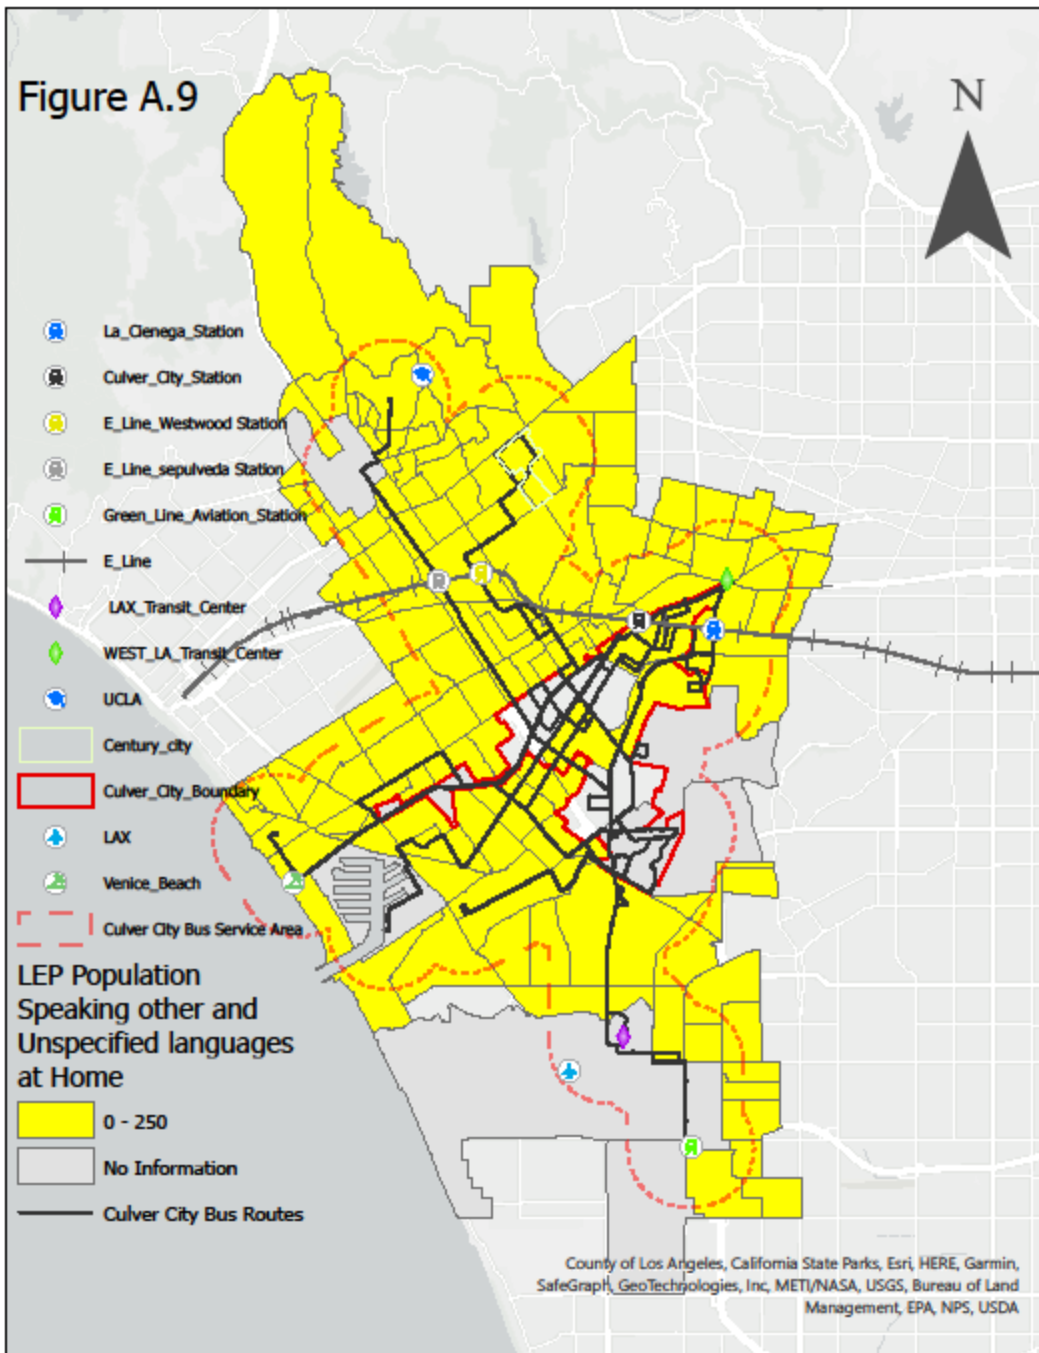 Figure A.9
N
La_Cienega_Station
Culver_City_Station
E_Line_Westwood Station
E_Line_sepulveda Station
Green_Line_Aviation_Station
E_Line
LAX_Transit_Center
WEST_LA_Transit_Center
UCLA
Century_city
Culver_City_Boundary
LAX
Venice_Beach
Culver City Bus Service Area
LEP Population
Speaking other and
Unspecified languages
at Home
0 - 250
No Information
Culver City Bus Routes
County of Los Angeles, California State Parks, Esri, HERE, Garmin,
SafeGraph, GeoTechnologies, Inc, METI/NASA, USGS, Bureau of Land
Management, EPA, NPS, USDA